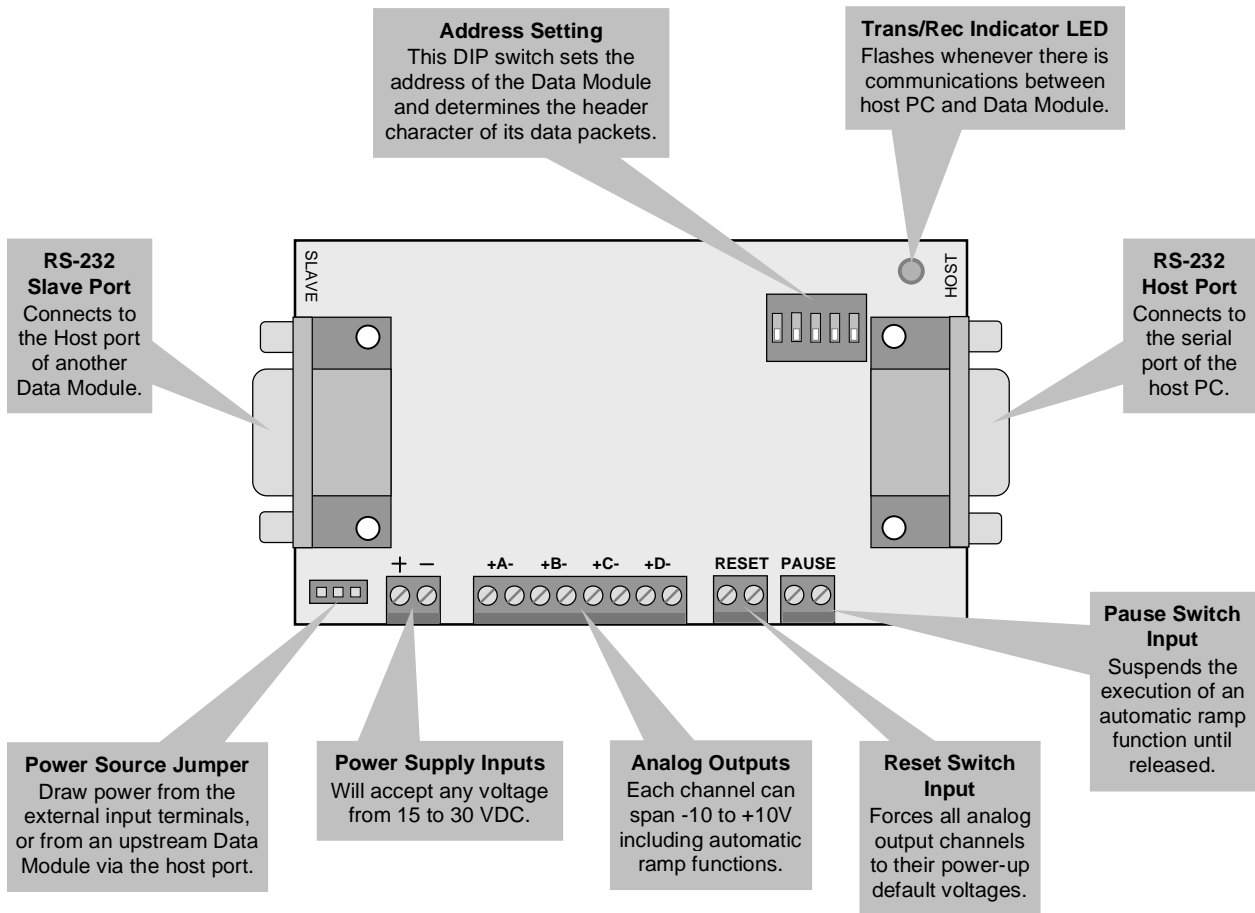 Address Setting
This DIP switch sets the
address of the Data Module
and determines the header
character of its data packets.
Trans/Rec Indicator LED
Flashes whenever there is
communications between
host PC and Data Module.
RS-232
Slave Port
Connects to
the Host port
of another
Data Module.
SLAVE
HOST
RS-232
Host Port
Connects to
the serial
port of the
host PC.
+ −
+A- +B- +C- +D-
RESET PAUSE
Pause Switch
Input
Suspends the
execution of an
automatic ramp
function until
released.
Power Source Jumper
Draw power from the
external input terminals,
or from an upstream Data
Module via the host port.
Power Supply Inputs
Will accept any voltage
from 15 to 30 VDC.
Analog Outputs
Each channel can
span -10 to +10V
including automatic
ramp functions.
Reset Switch
Input
Forces all analog
output channels
to their power-up
default voltages.